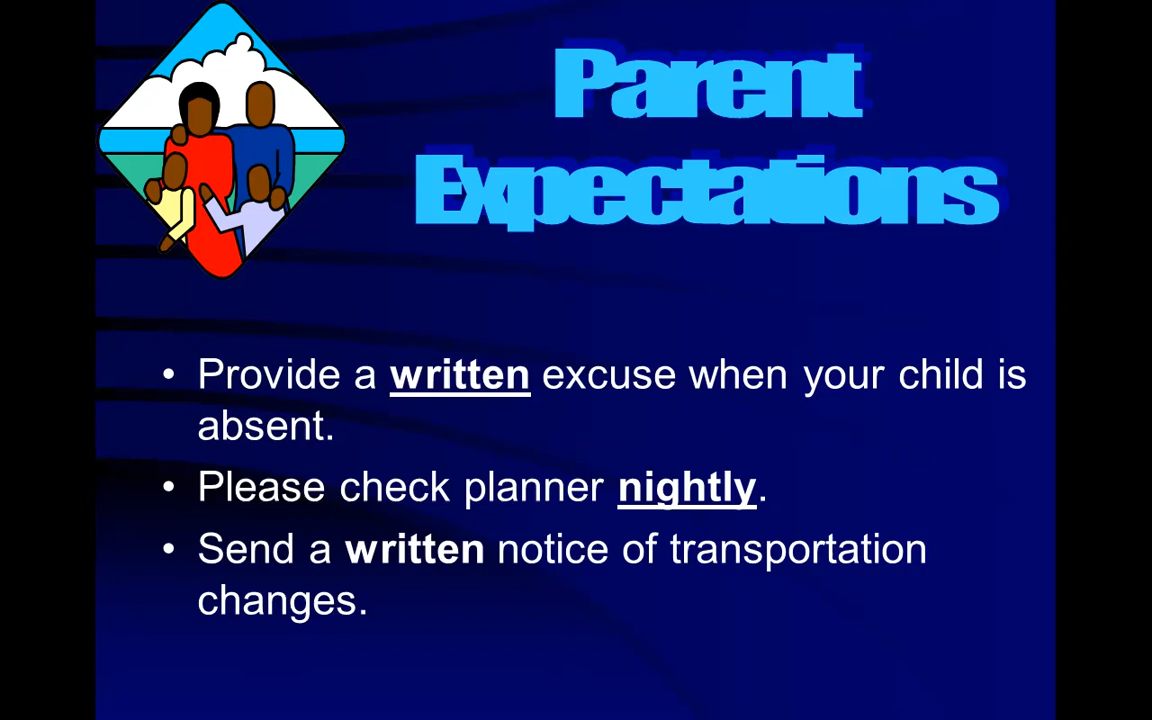 Parent
Expectations
• Provide a written excuse when your child is
absent.
• Please check planner nightly.
• Send a written notice of transportation
changes.